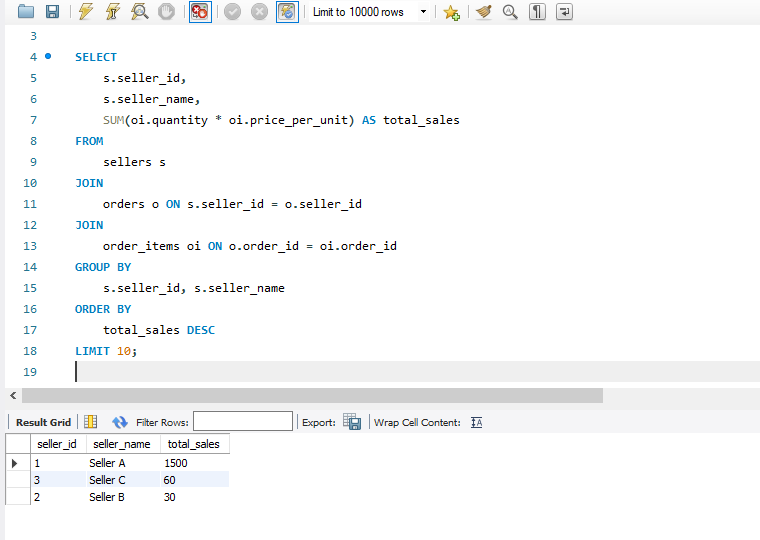 Limit to 10000 rows
3
4 SELECT
5 s.seller_id,
6 s.seller_name,
7 SUM(oi.quantity * oi.price_per_unit) AS total_sales
8 FROM
9 sellers s
10 JOIN
11 orders o ON s.seller_id = o.seller_id
12 JOIN
13 order_items oi ON o.order_id = oi.order_id
14 GROUP BY
15 s.seller_id, s.seller_name
16 ORDER BY
17 total_sales DESC
18 LIMIT 10;
19
Result Grid Filter Rows: Export: Wrap Cell Content:
seller_id seller_name total_sales
1 Seller A 1500
3 Seller C 60
2 Seller B 30